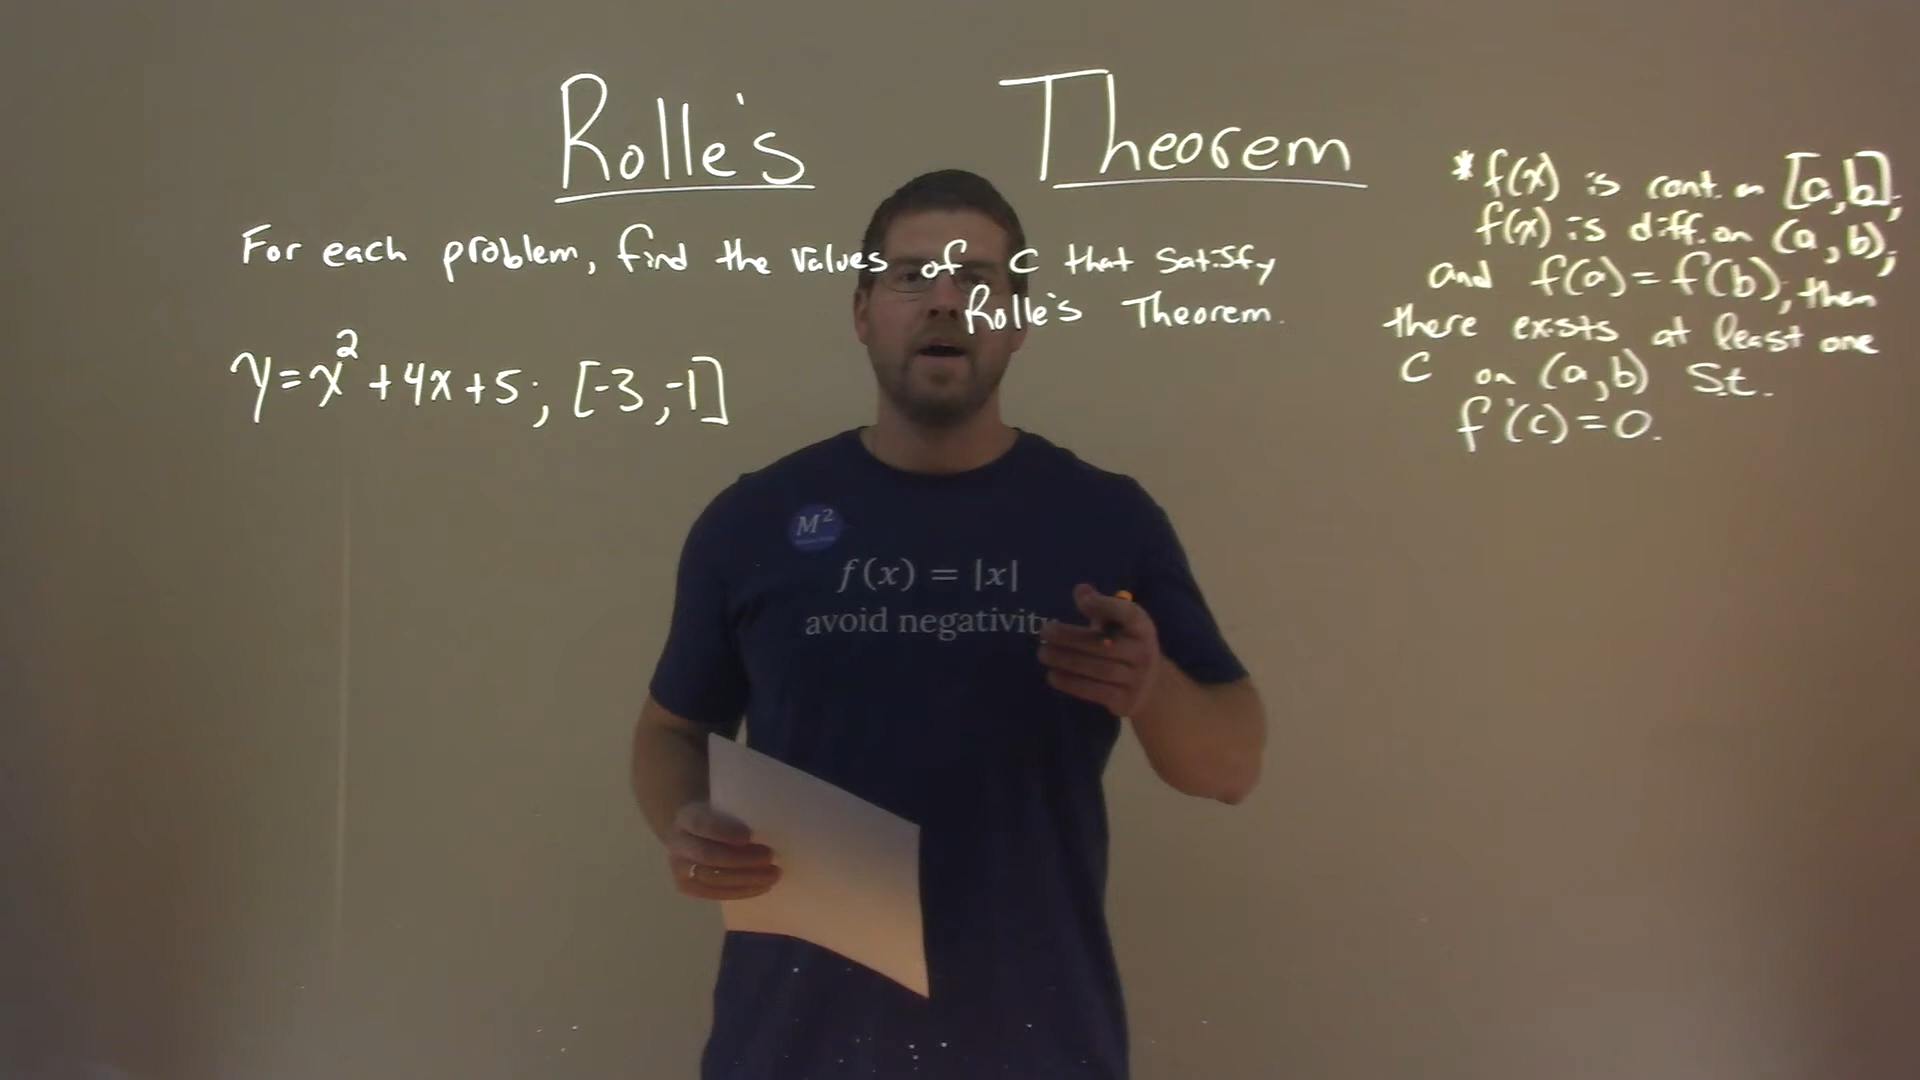 Rolle's Theorem
For each problem, find the values of c that satisfy
Rolle's Theorem.
y=x²+4x+5; [-3,-1]
*f(x) is cont. on [a,b],
f(x) is diff. on (a,b),
and f(a)=f(b), then
there exists at least one
c on (a,b) St.
f'(c)=0.
M²
f(x) = |x|
avoid negativity